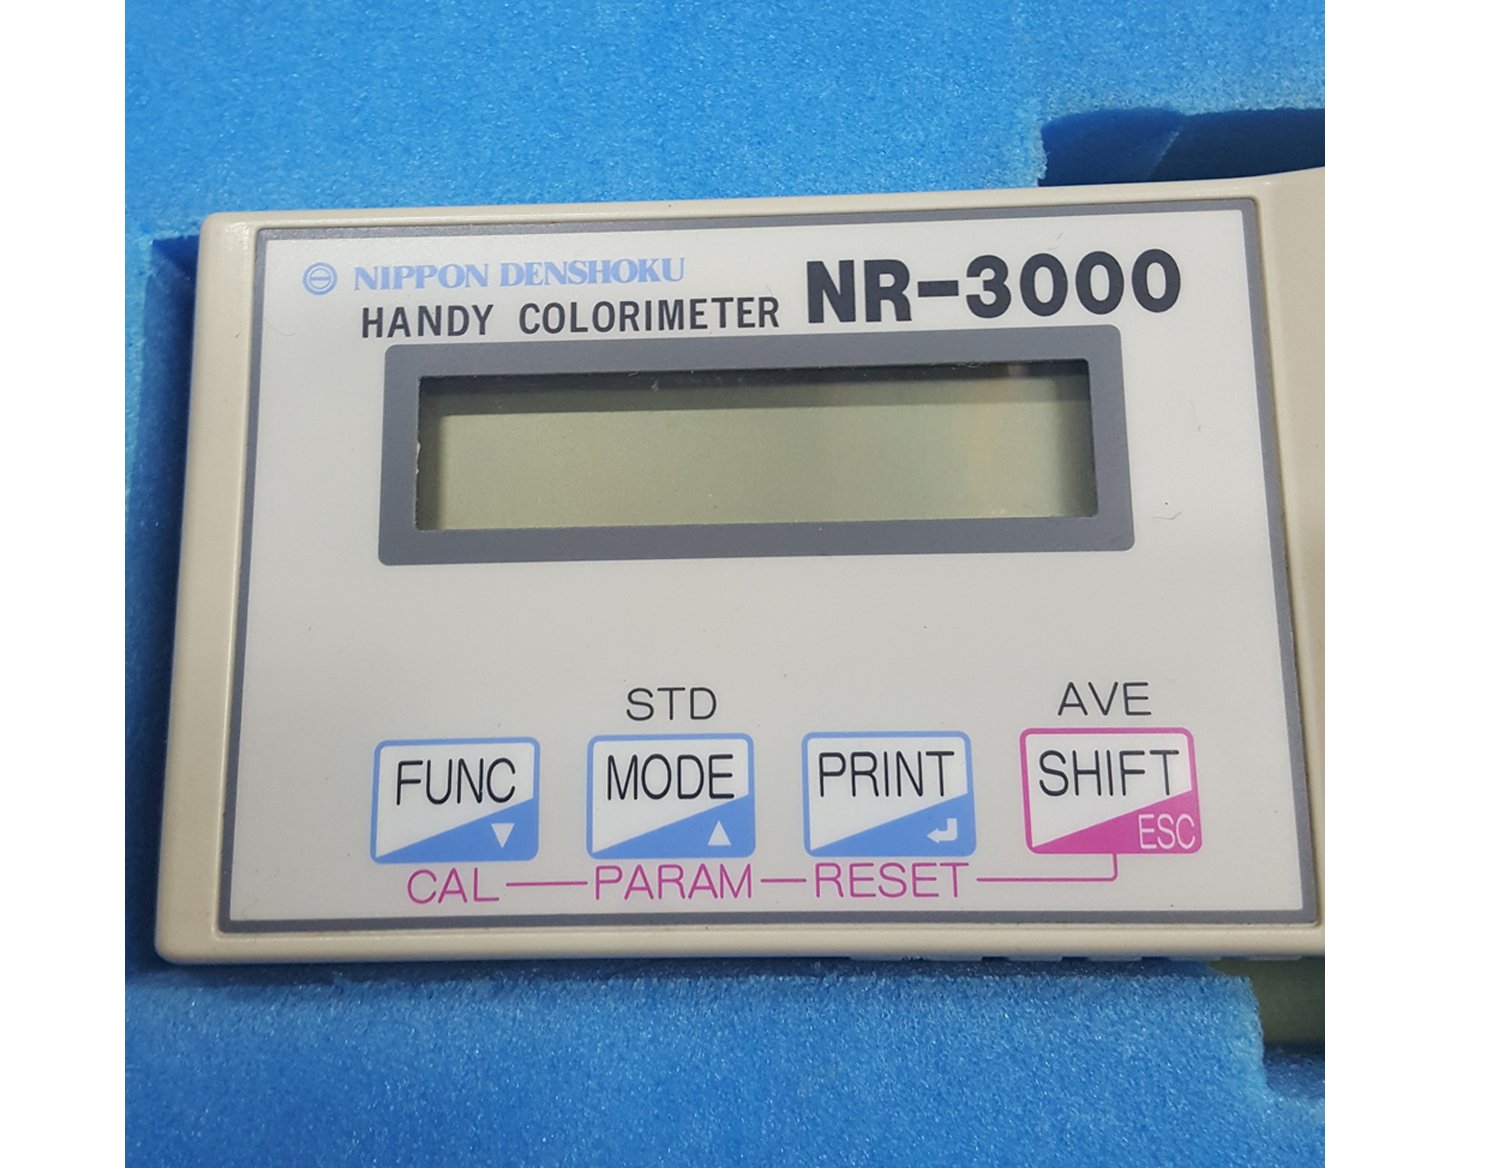 NIPPON DENSHOKU
HANDY COLORIMETER NR-3000
STD AVE
FUNC MODE PRINT SHIFT
ESC
CAL PARAM RESET